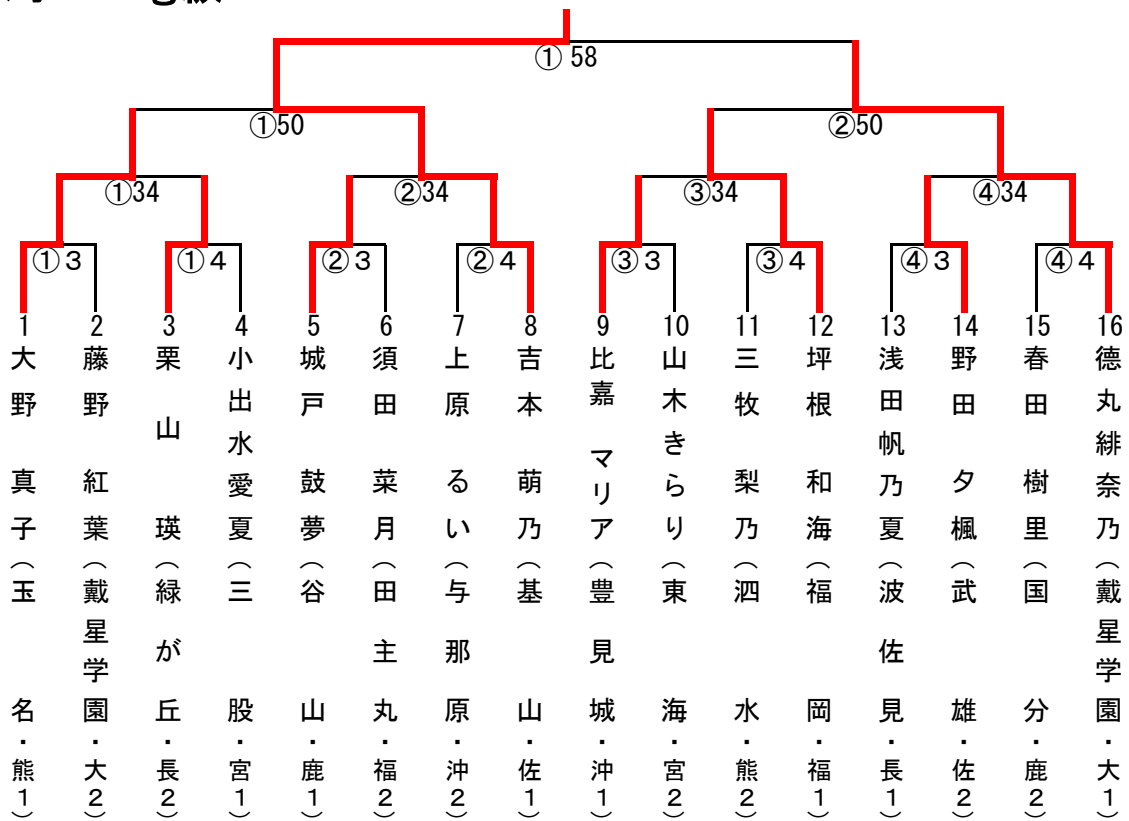 ① 58
①50
②50
①34
②34
③34
④34
①3
①4
②3
②4
③3
③4
④3
④4
1
大野 真子（玉名・熊1）
2
藤野 紅葉（戴星学園・大2）
3
栗山 瑛（緑が丘・長2）
4
小出水愛夏（三股・宮1）
5
城戸 鼓夢（谷山・鹿1）
6
須田 菜月（田主丸・福2）
7
上原 るい（与那原・沖2）
8
吉本 萌乃（基山・佐1）
9
比嘉 マリア（豊見城・沖1）
10
山木きらり（東海・宮2）
11
三牧 梨乃（泗水・熊2）
12
坪根 和海（福岡・福1）
13
浅田帆乃夏（波佐見・長1）
14
野田 夕楓（武雄・佐2）
15
春田 樹里（国分・鹿2）
16
德丸緋奈乃（戴星学園・大1）